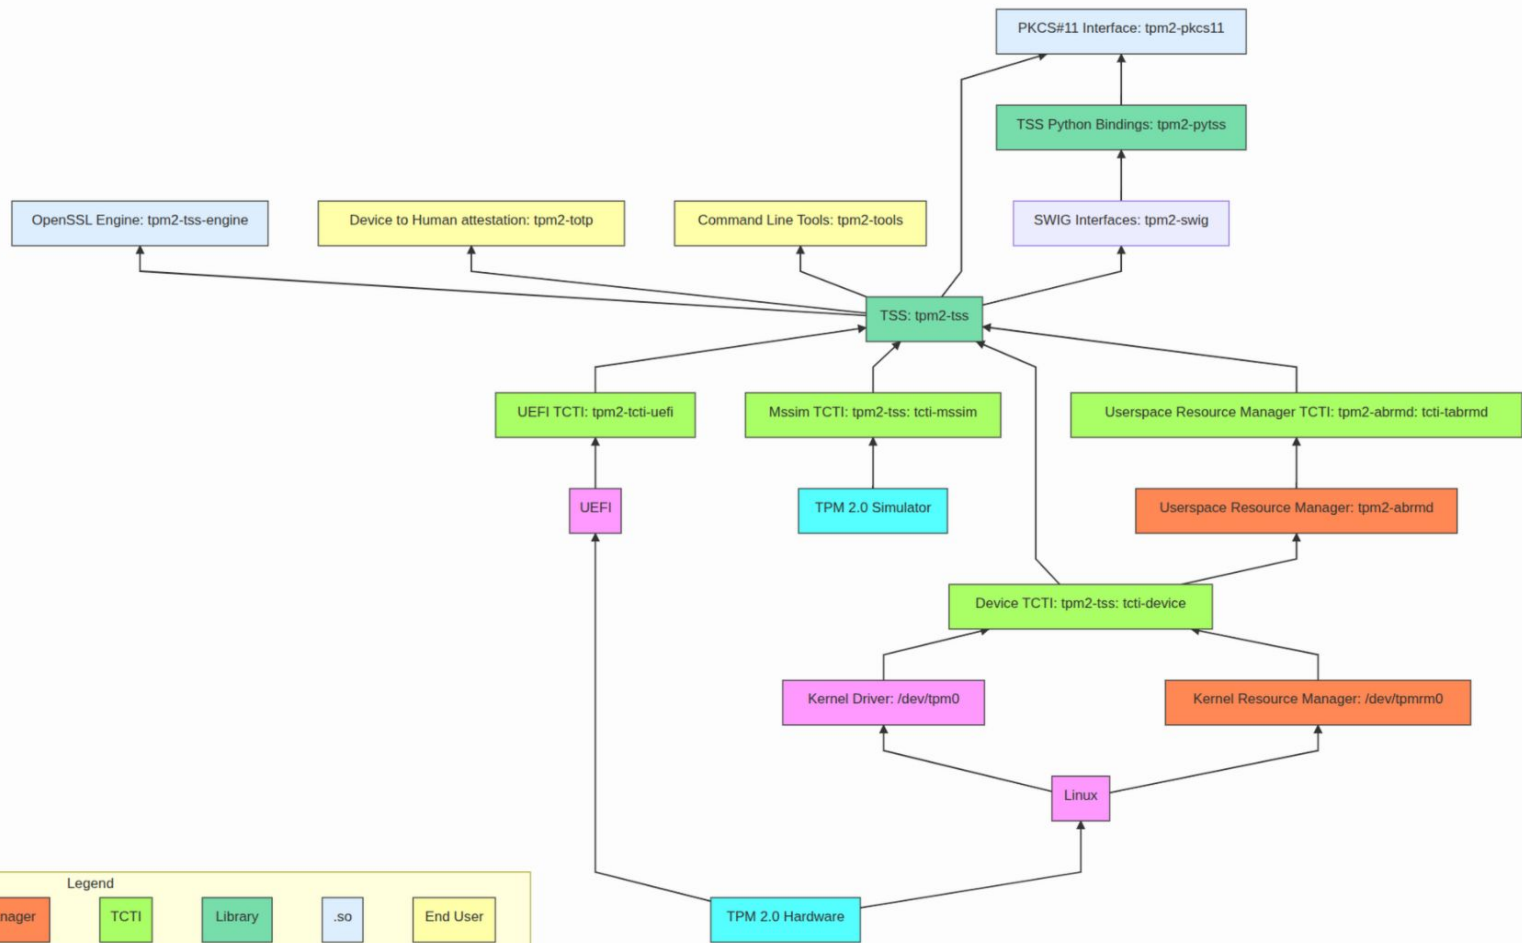 PKCS#11 Interface: tpm2-pkcs11
TSS Python Bindings: tpm2-pytss
OpenSSL Engine: tpm2-tss-engine
Device to Human attestation: tpm2-totp
Command Line Tools: tpm2-tools
SWIG Interfaces: tpm2-swig
TSS: tpm2-tss
UEFI TCTI: tpm2-tcti-uefi
Mssim TCTI: tpm2-tss: tcti-mssim
Userspace Resource Manager TCTI: tpm2-abrmd: tcti-tabrmd
UEFI
TPM 2.0 Simulator
Userspace Resource Manager: tpm2-abrmd
Device TCTI: tpm2-tss: tcti-device
Kernel Driver: /dev/tpm0
Kernel Resource Manager: /dev/tpmrm0
Linux
Legend
nager
TCTI
Library
.so
End User
TPM 2.0 Hardware